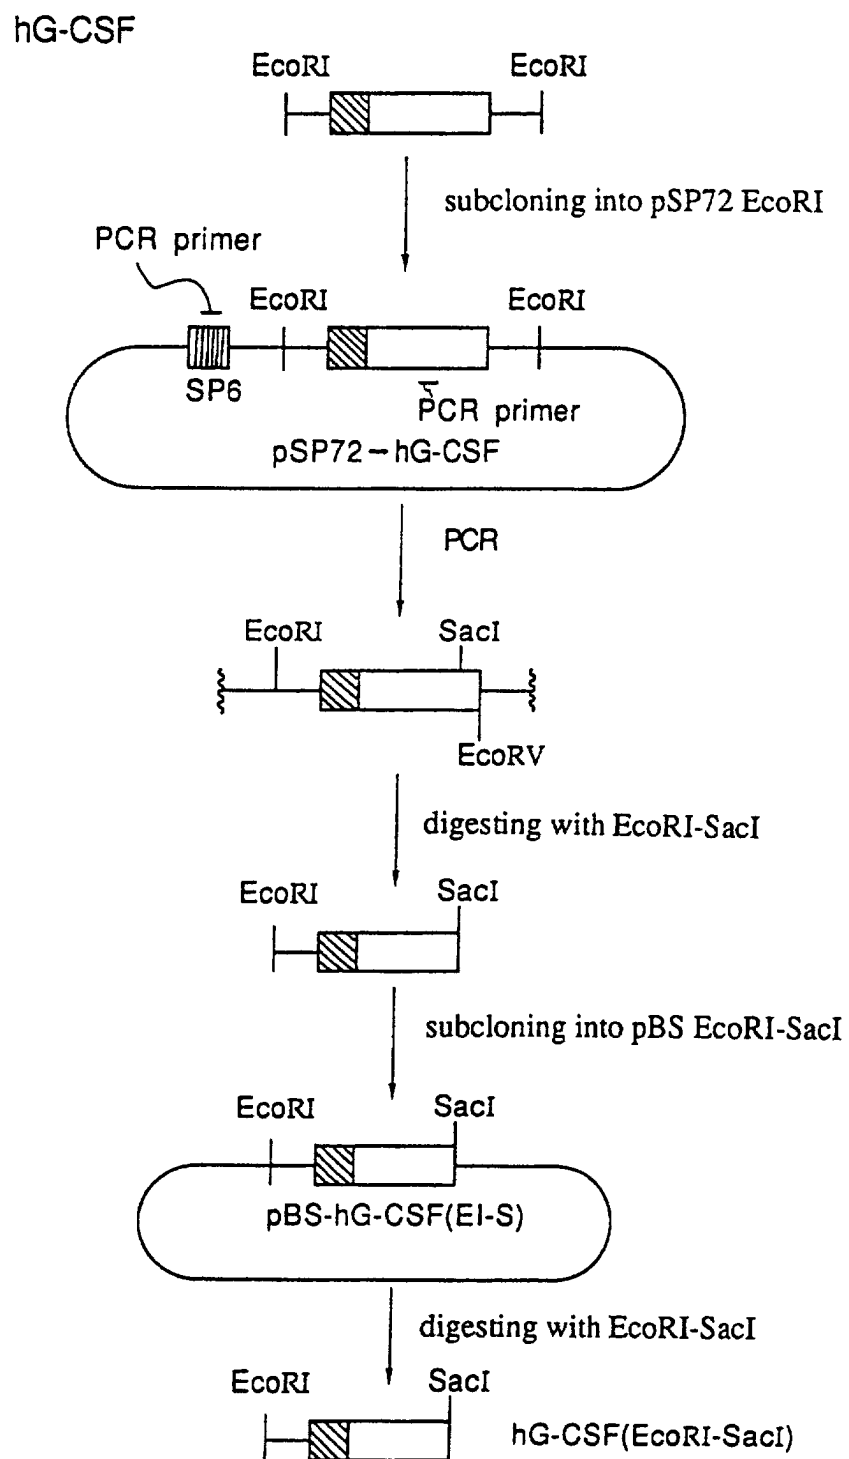 hG-CSF
EcoRI EcoRI
subcloning into pSP72 EcoRI
PCR primer
EcoRI EcoRI
SP6
PCR primer
pSP72-hG-CSF
PCR
EcoRI SacI
EcoRV
digesting with EcoRI-SacI
EcoRI SacI
subcloning into pBS EcoRI-SacI
EcoRI SacI
pBS-hG-CSF(EI-S)
digesting with EcoRI-SacI
EcoRI SacI
hG-CSF(EcoRI-SacI)